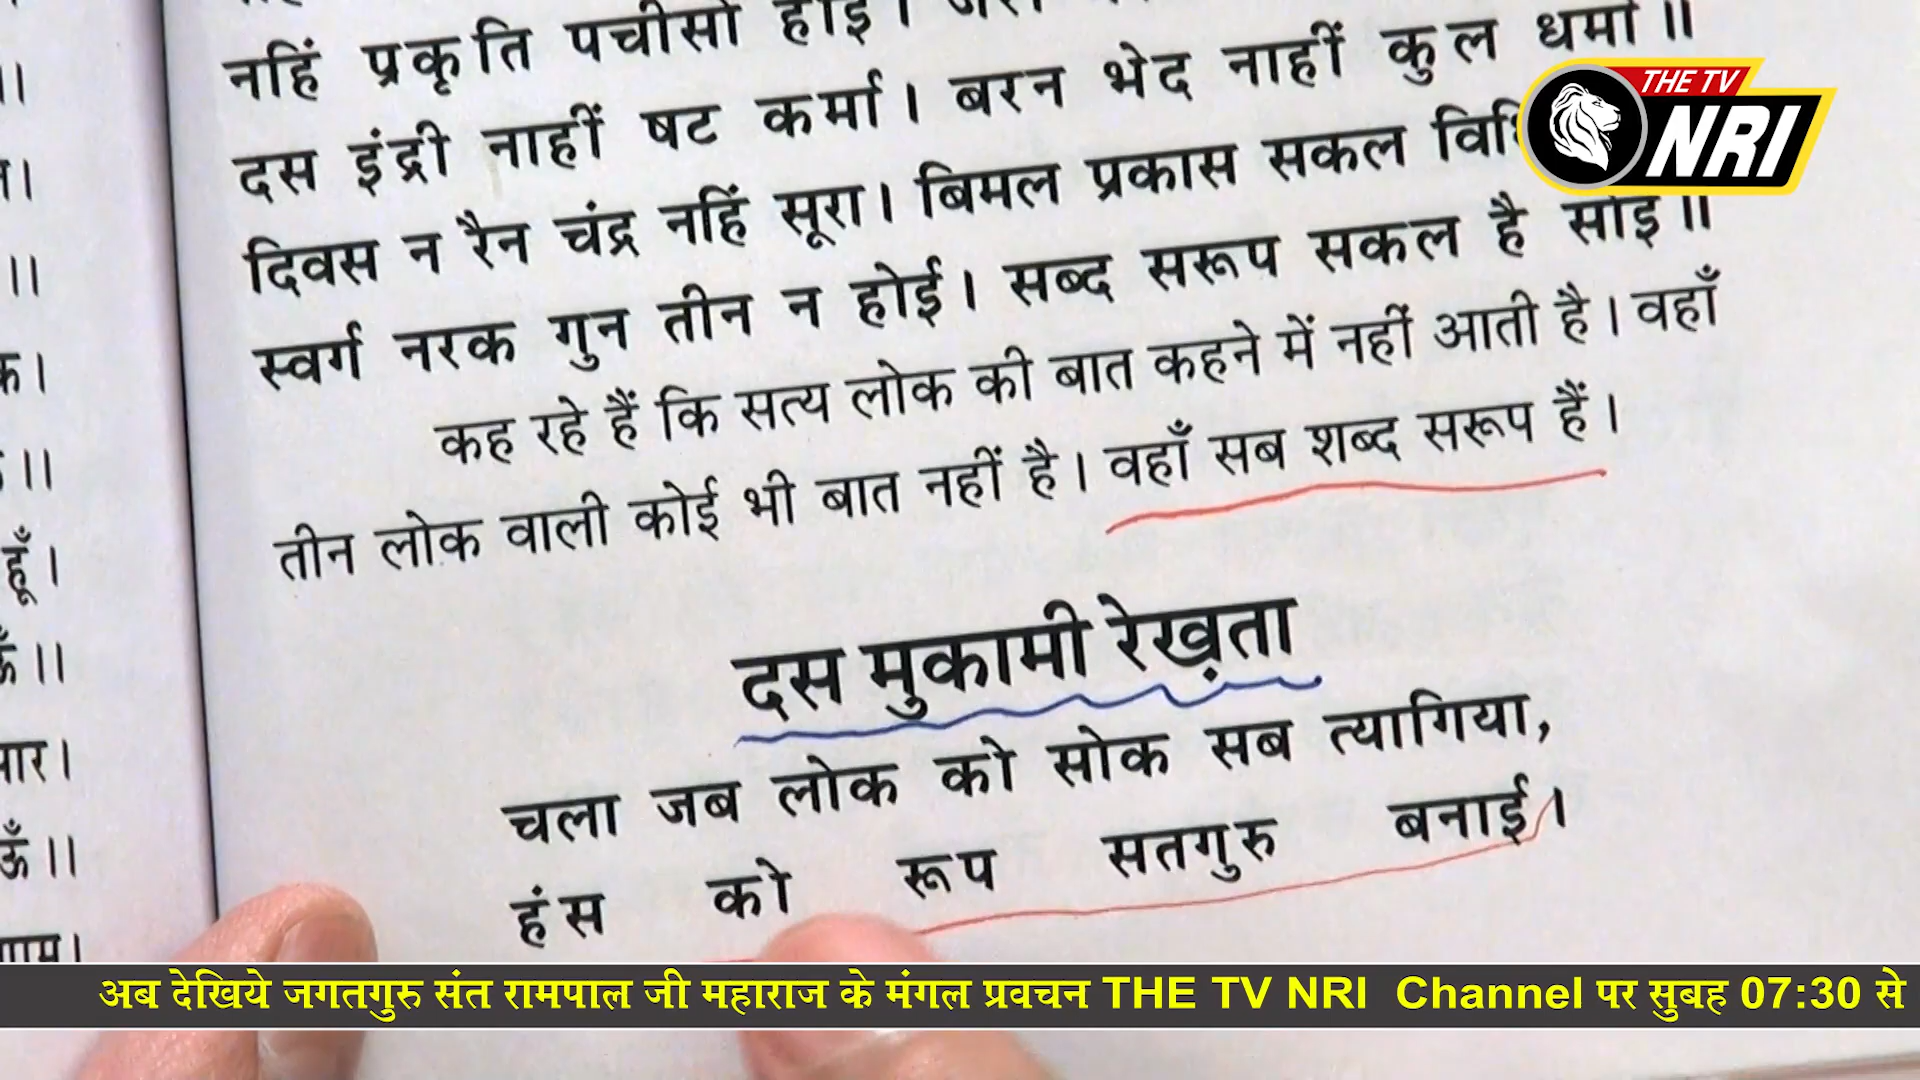 नहिं प्रकृति पचीसों होई।
दस इंद्री नाहीं षट कर्मा। बरन भेद नाहीं कुल धर्मा॥
दिवस न रैन चंद्र नहिं सूरा। बिमल प्रकास सकल
स्वर्ग नरक गुन तीन न होई। सब्द सरूप सकल है सोई॥
कह रहे हैं कि सत्य लोक की बात कहने में नहीं आती है। वहाँ
तीन लोक वाली कोई भी बात नहीं है। वहाँ सब शब्द सरूप हैं।
दस मुकामी रेख़ता
चला जब लोक को सोक सब त्यागिया,
हंस को रूप सतगुरु बनाई।
हूँ।
THE TV
NRI
अब देखिये जगतगुरु संत रामपाल जी महाराज के मंगल प्रवचन THE TV NRI Channel पर सुबह 07:30 से